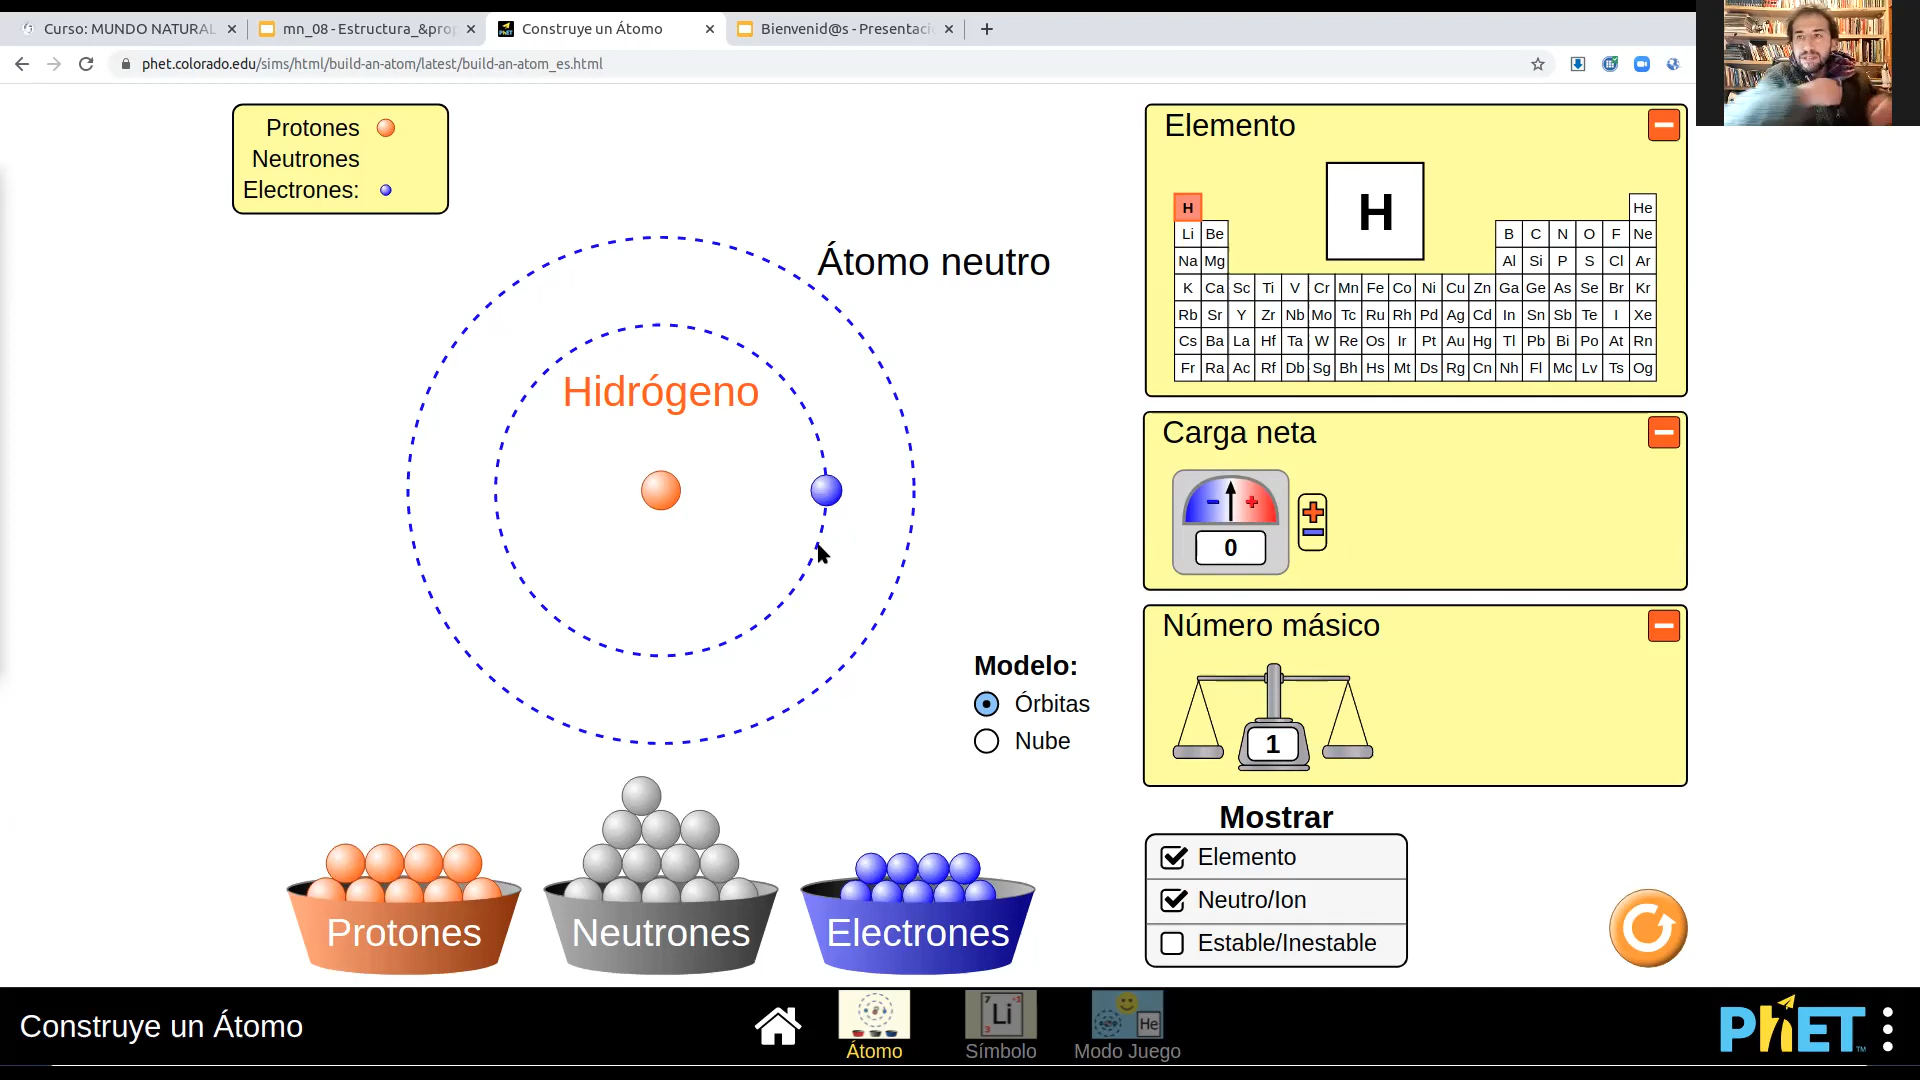 Curso: MUNDO NATURAL
mn_08 - Estructura_&prop
Construye un Átomo
Bienvenid@s - Presentaci
phet.colorado.edu/sims/html/build-an-atom/latest/build-an-atom_es.html
Protones
Neutrones
Electrones:
Átomo neutro
Hidrógeno
Modelo:
Órbitas
Nube
Protones
Neutrones
Electrones
Elemento
H
H He
Li Be B C N O F Ne
Na Mg Al Si P S Cl Ar
K Ca Sc Ti V Cr Mn Fe Co Ni Cu Zn Ga Ge As Se Br Kr
Rb Sr Y Zr Nb Mo Tc Ru Rh Pd Ag Cd In Sn Sb Te I Xe
Cs Ba La Hf Ta W Re Os Ir Pt Au Hg Tl Pb Bi Po At Rn
Fr Ra Ac Rf Db Sg Bh Hs Mt Ds Rg Cn Nh Fl Mc Lv Ts Og
Carga neta
- +
0
+
-
Número másico
1
Mostrar
Elemento
Neutro/Ion
Estable/Inestable
Construye un Átomo
Átomo
7 +1
Li
3
Símbolo
He
Modo Juego
PhET
TM